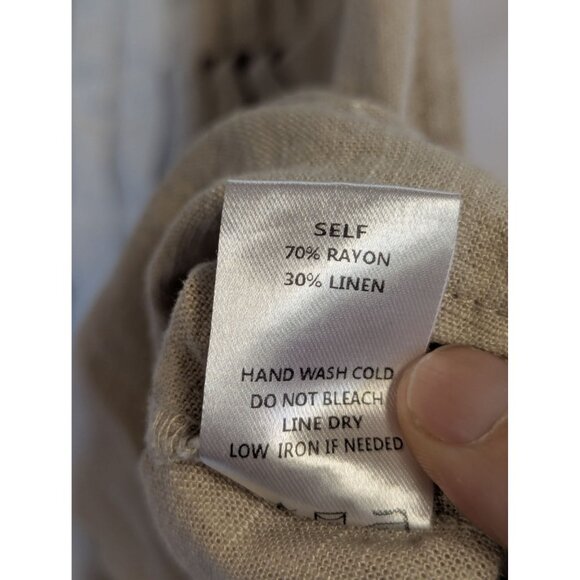 SELF
70% RAYON
30% LINEN
HAND WASH COLD
DO NOT BLEACH
LINE DRY
LOW IRON IF NEEDED